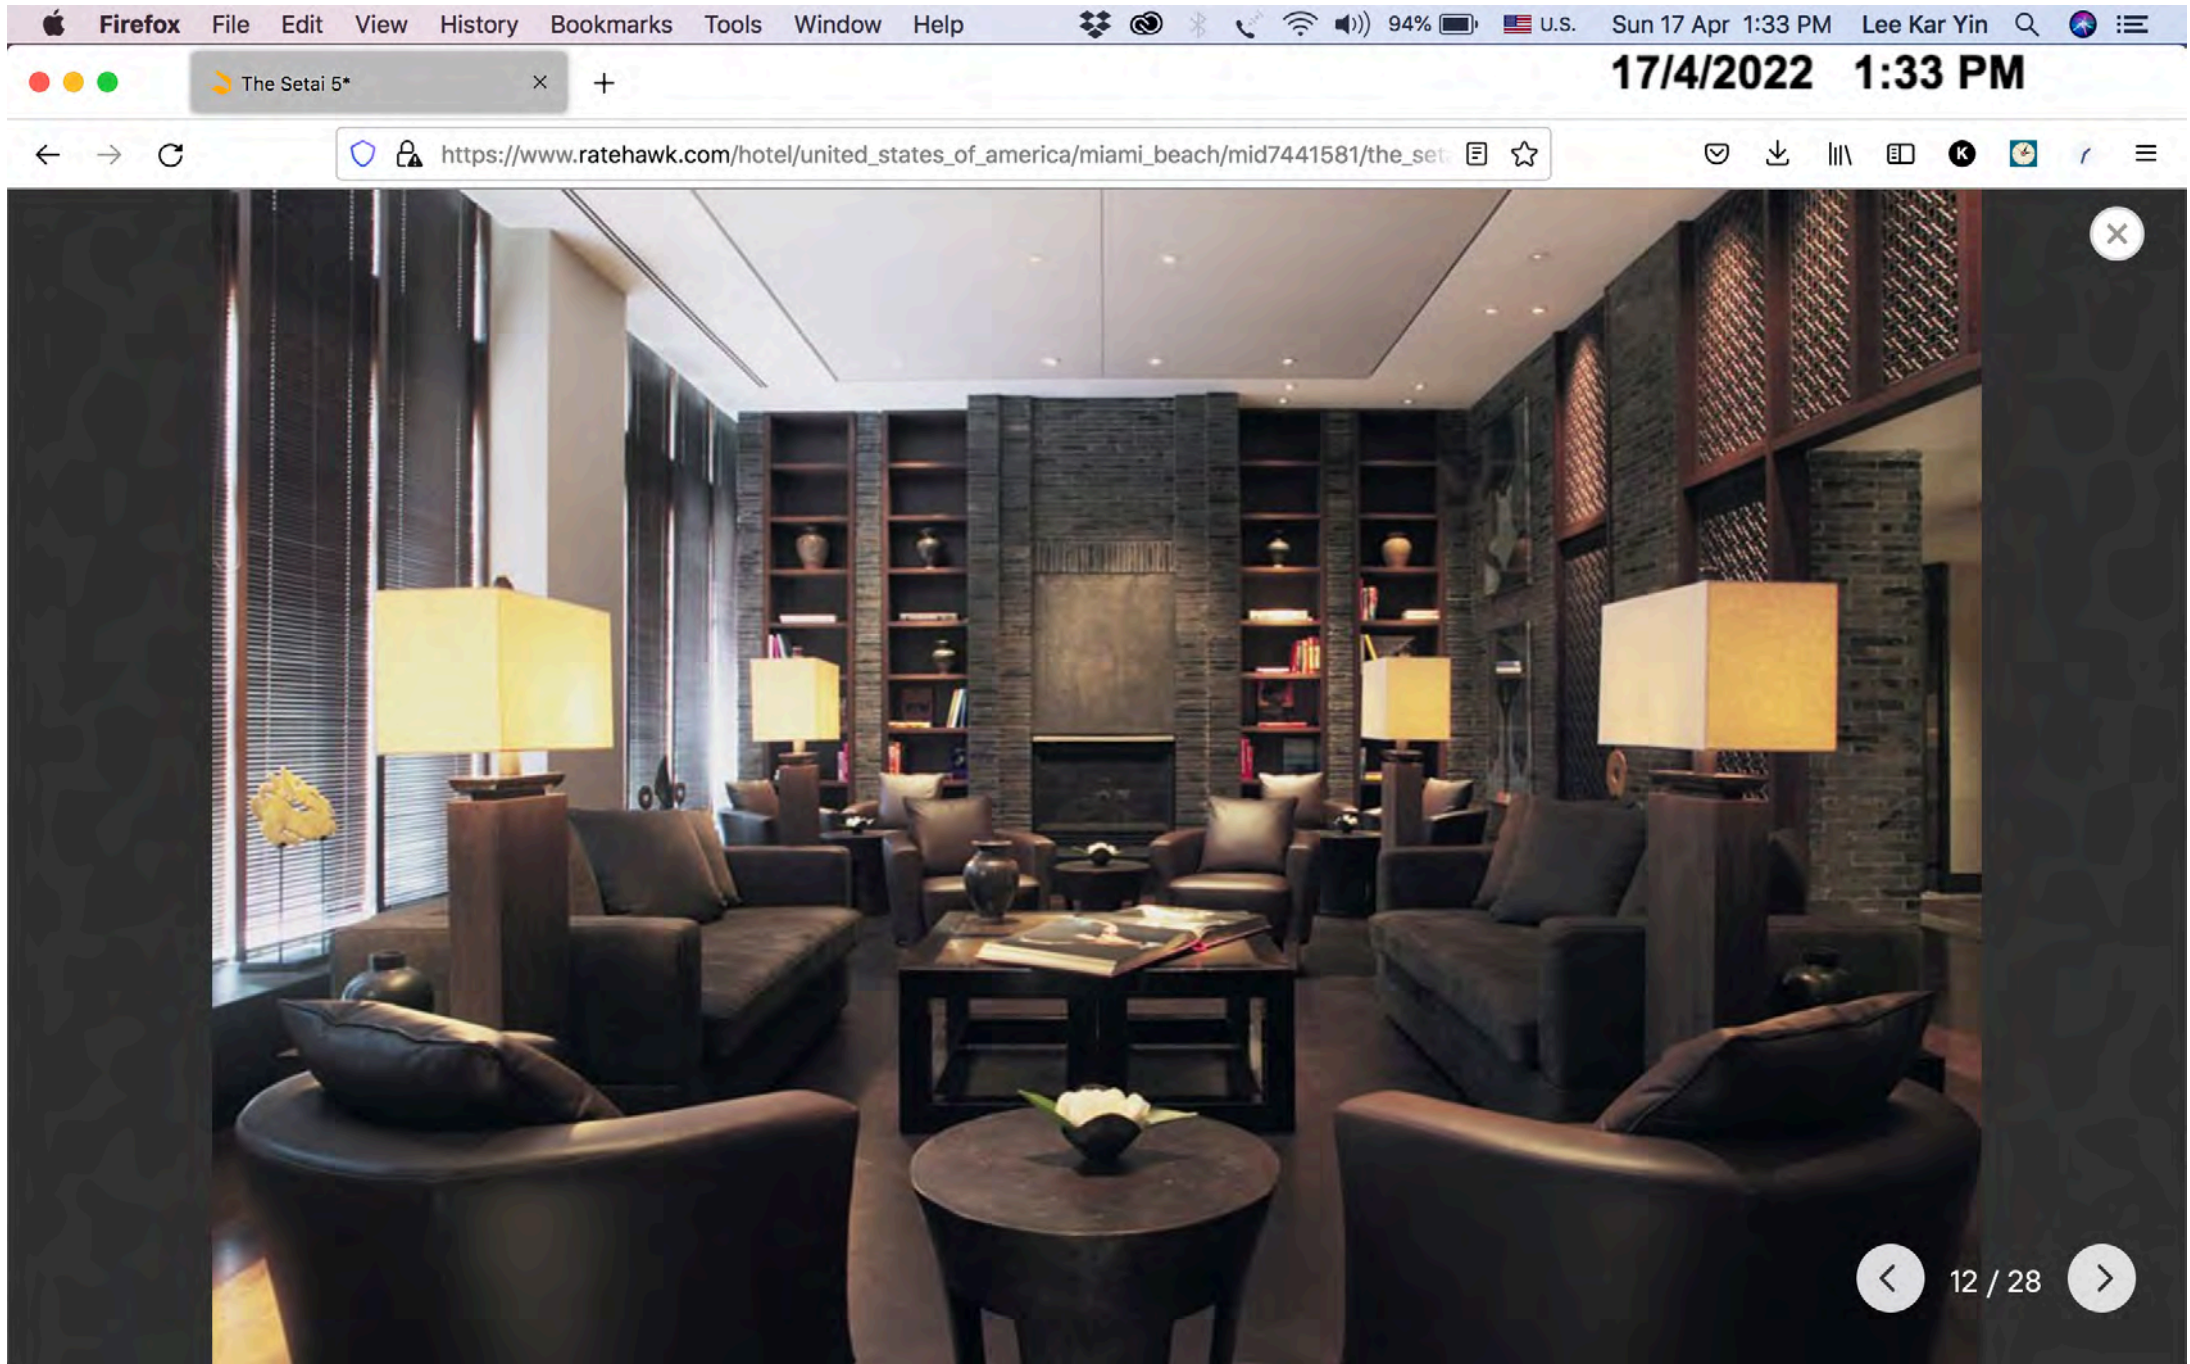 Firefox File Edit View History Bookmarks Tools Window Help 94% U.S. Sun 17 Apr 1:33 PM Lee Kar Yin
The Setai 5*
17/4/2022 1:33 PM
https://www.ratehawk.com/hotel/united_states_of_america/miami_beach/mid7441581/the_set
K
12 / 28